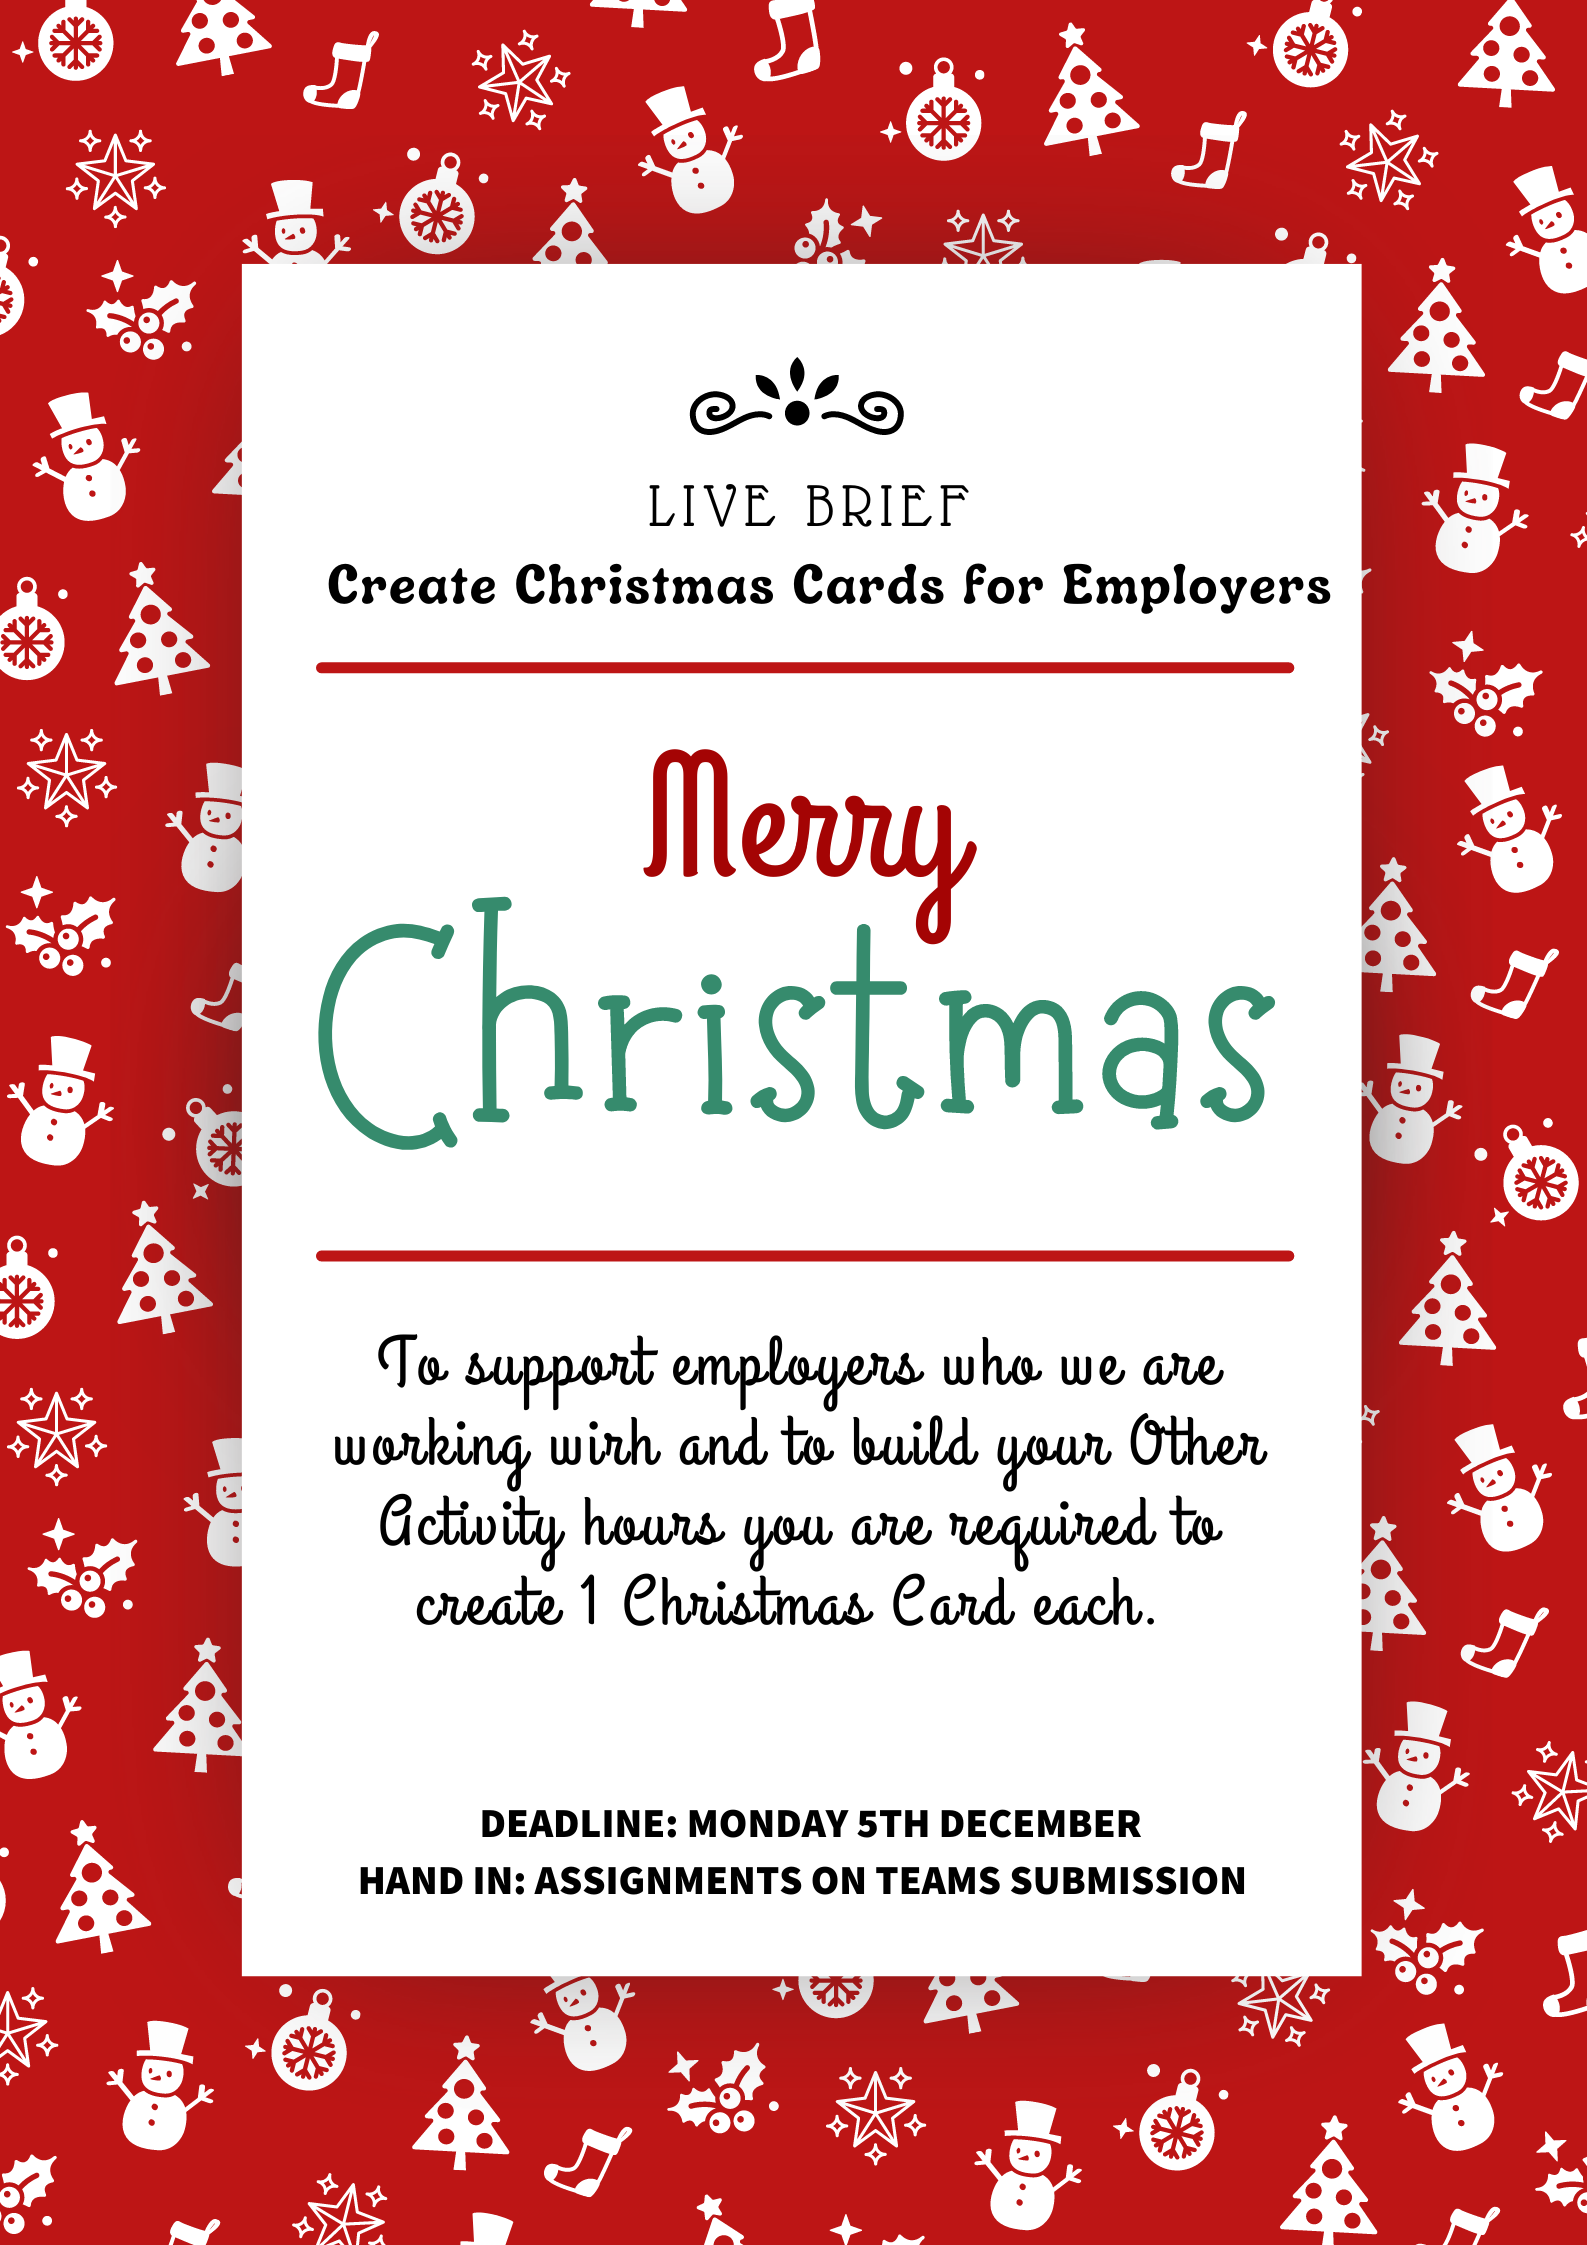 LIVE BRIEF
Create Christmas Cards for Employers
Merry
Christmas
To support employers who we are
working wirh and to build your Other
Activity hours you are required to
create 1 Christmas Card each.
DEADLINE: MONDAY 5TH DECEMBER
HAND IN: ASSIGNMENTS ON TEAMS SUBMISSION